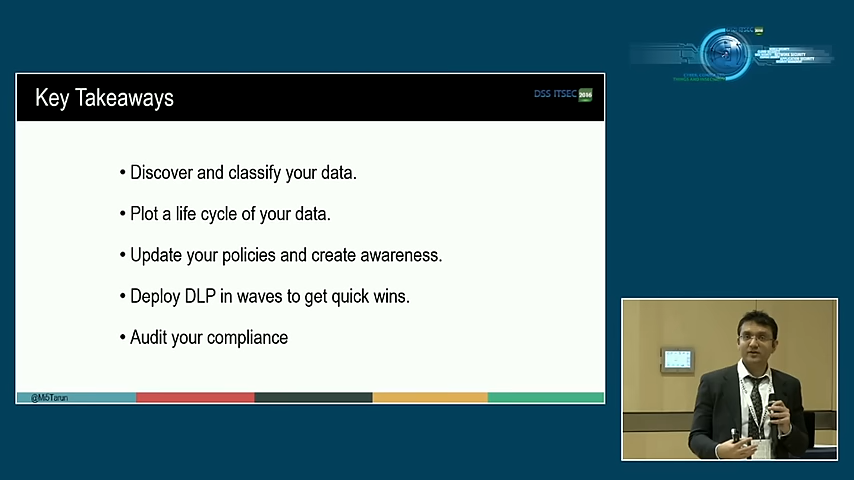 Key Takeaways
DSS ITSEC 2016
• Discover and classify your data.
• Plot a life cycle of your data.
• Update your policies and create awareness.
• Deploy DLP in waves to get quick wins.
• Audit your compliance
@Mi5Tarun